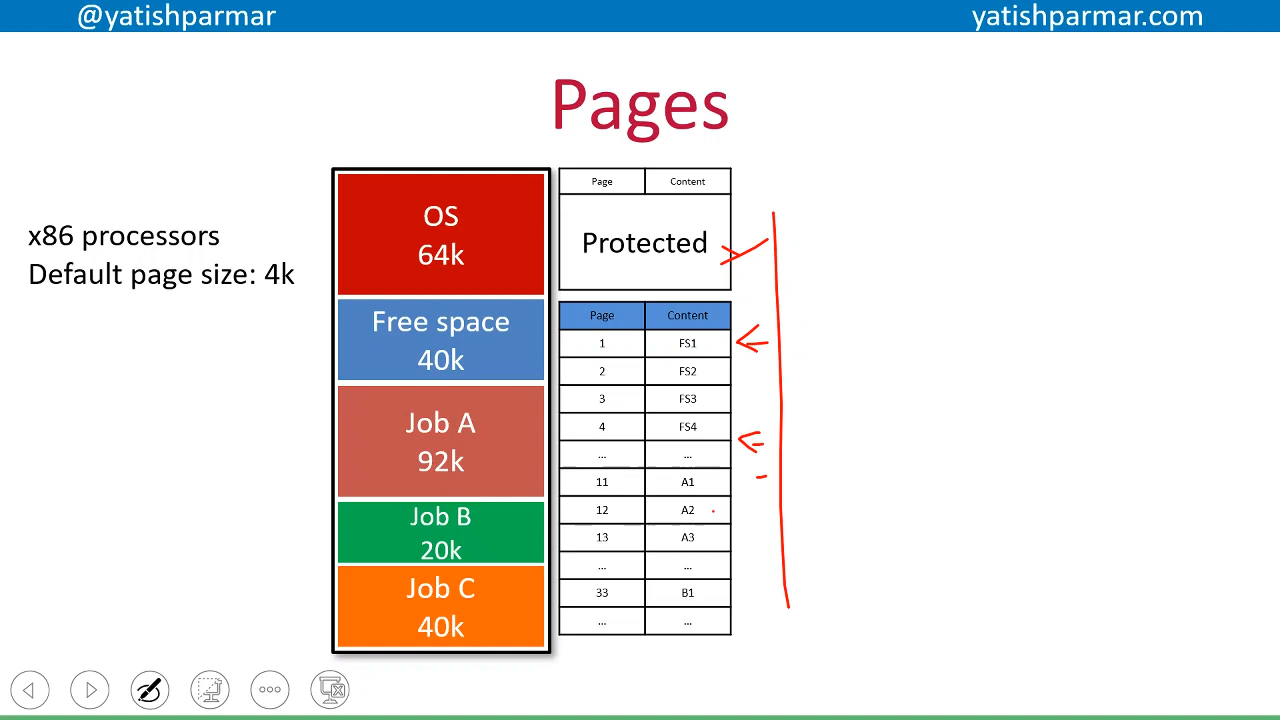 @yatishparmar
yatishparmar.com
Pages
x86 processors
Default page size: 4k
OS
64k
Free space
40k
Job A
92k
Job B
20k
Job C
40k
Page Content
Protected
Page Content
1 FS1
2 FS2
3 FS3
4 FS4
... ...
11 A1
12 A2
13 A3
... ...
33 B1
... ...